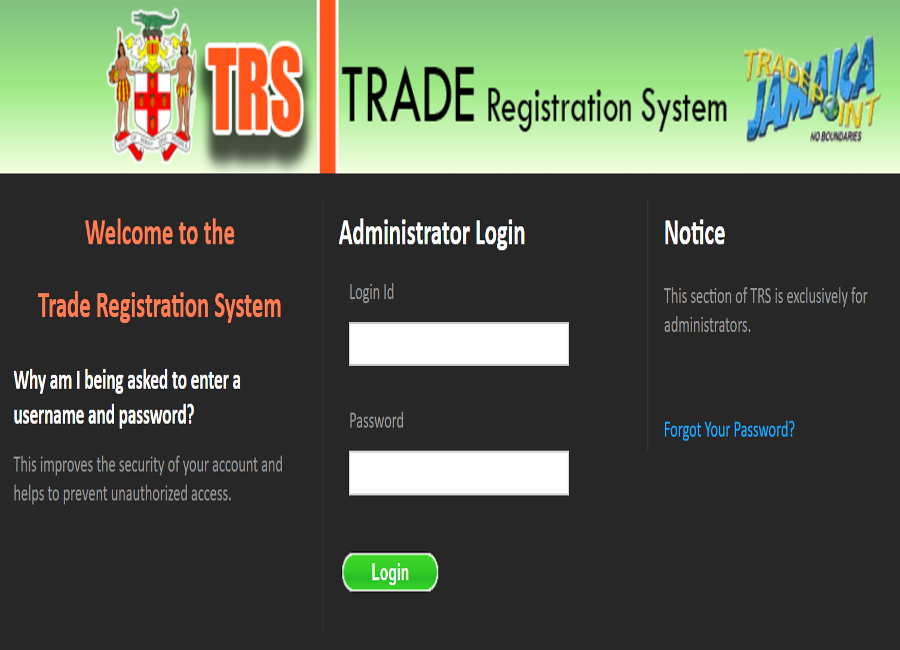 TRS
TRADE Registration System
TRADE POINT
JAMAICA
NO BOUNDARIES
Welcome to the
Trade Registration System
Why am I being asked to enter a
username and password?
This improves the security of your account and
helps to prevent unauthorized access.
Administrator Login
Login Id
Password
Login
Notice
This section of TRS is exclusively for
administrators.
Forgot Your Password?